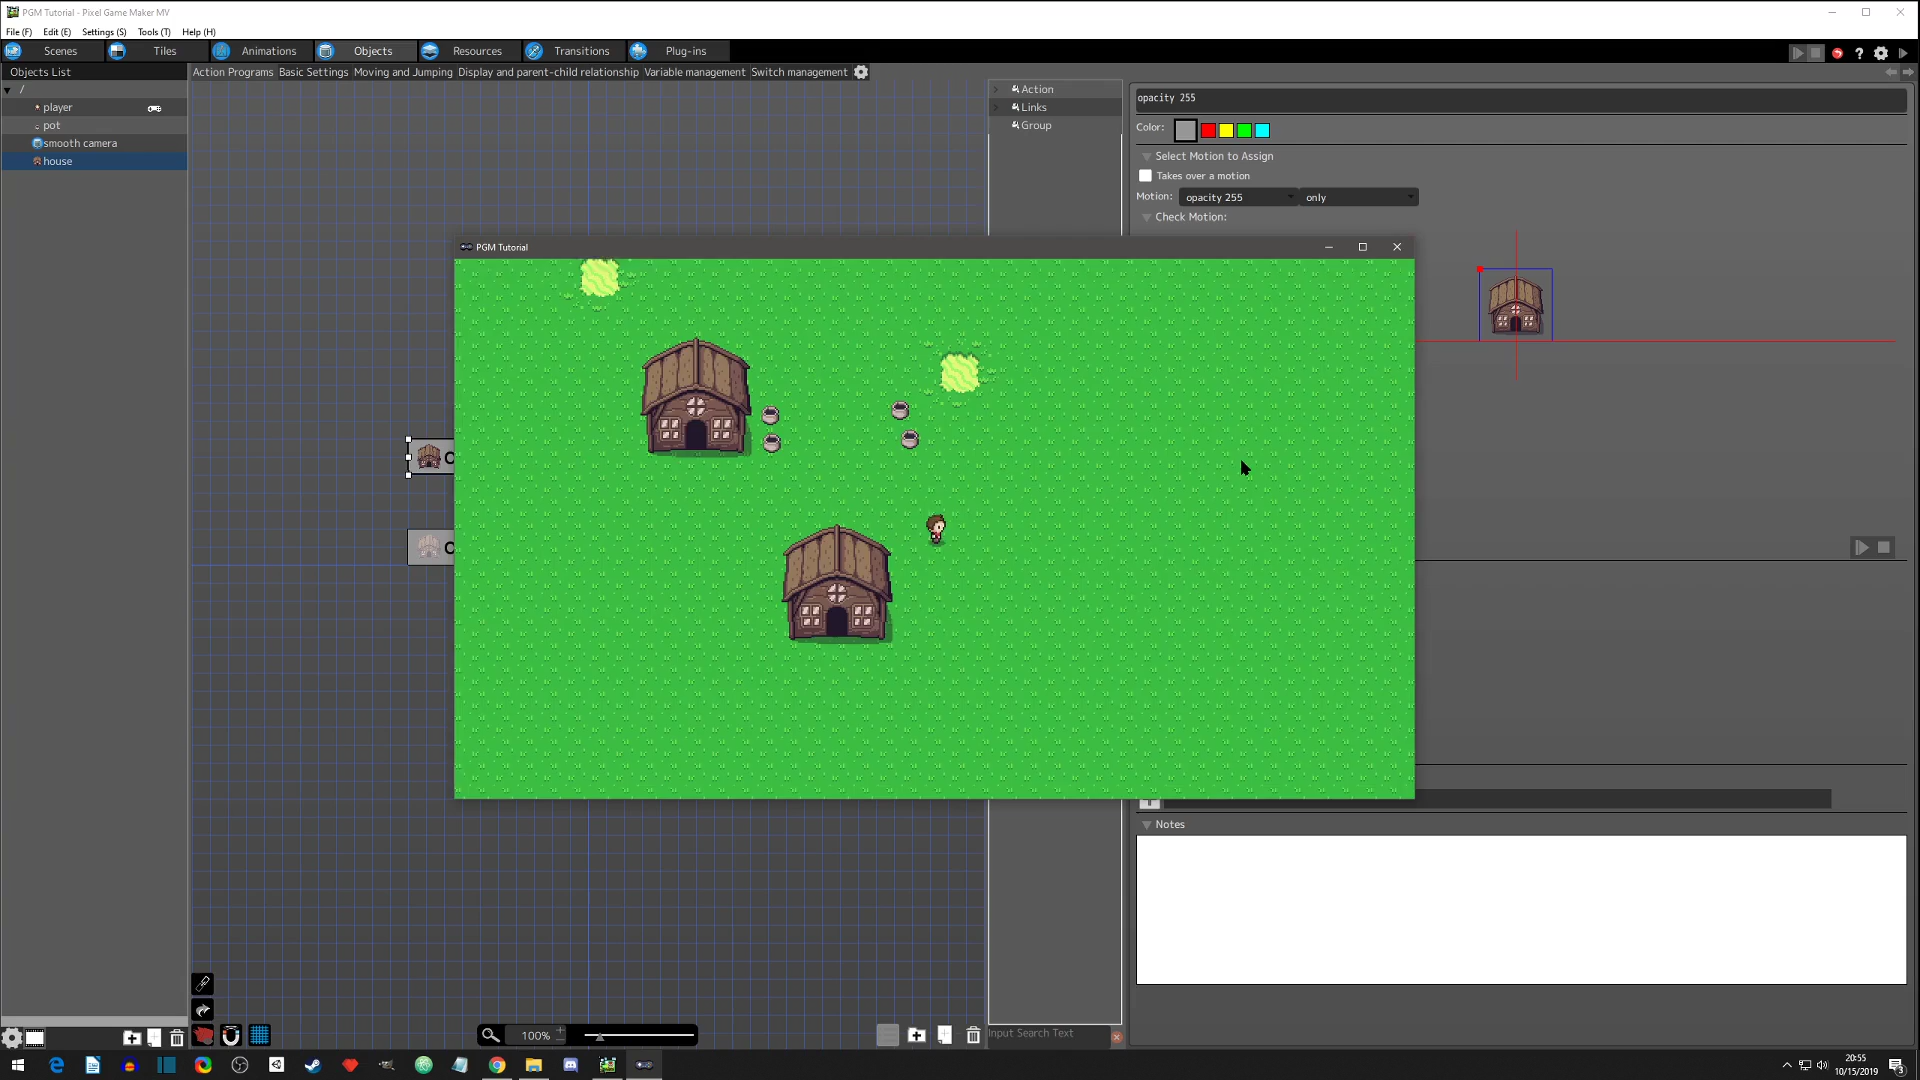 PGM Tutorial - Pixel Game Maker MV
File (F) Edit (E) Settings (S) Tools (T) Help (H)
Scenes Tiles Animations Objects Resources Transitions Plug-ins
Objects List
Action Programs Basic Settings Moving and Jumping Display and parent-child relationship Variable management Switch management
/
player
pot
smooth camera
house
Action
Links
Group
opacity 255
Color:
Select Motion to Assign
Takes over a motion
Motion: opacity 255 only
Check Motion:
PGM Tutorial
Notes
100%
Input Search Text
20:55
10/15/2019
3